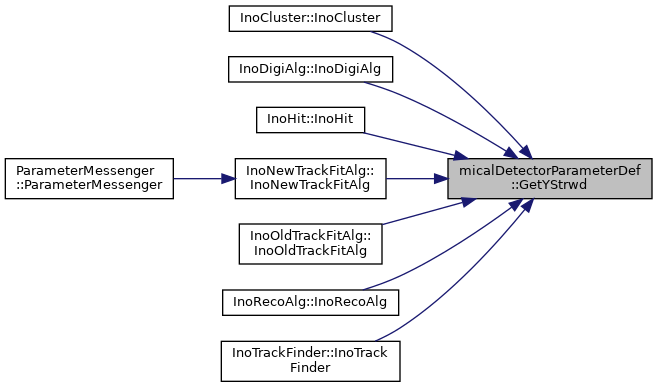 InoCluster::InoCluster
InoDigiAlg::InoDigiAlg
InoHit::InoHit
ParameterMessenger
::ParameterMessenger
InoNewTrackFitAlg::
InoNewTrackFitAlg
micalDetectorParameterDef
::GetYStrwd
InoOldTrackFitAlg::
InoOldTrackFitAlg
InoRecoAlg::InoRecoAlg
InoTrackFinder::InoTrack
Finder